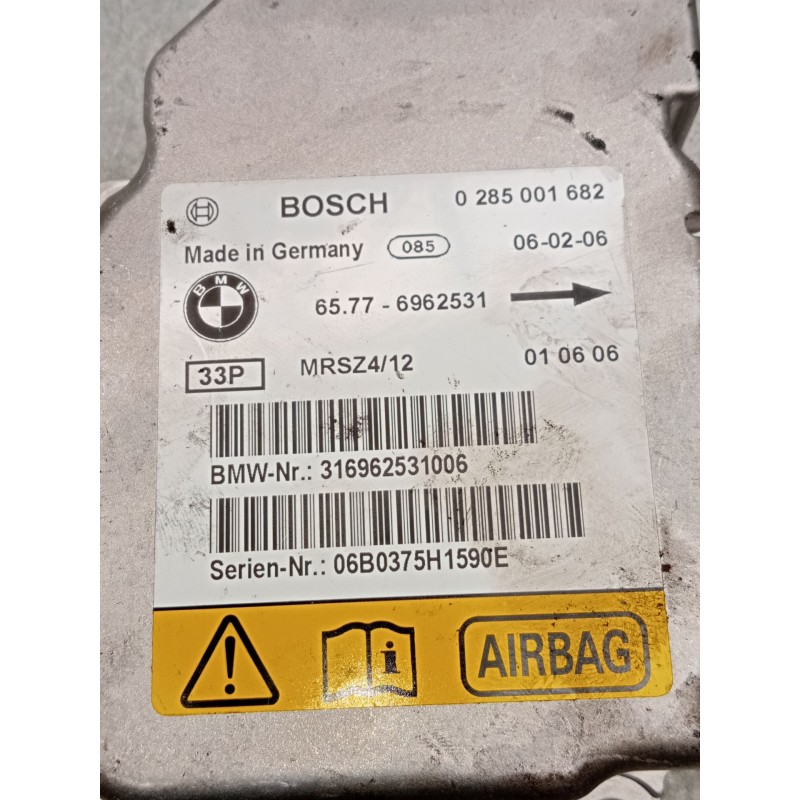 BOSCH 0 285 001 682
Made in Germany 085 06-02-06
BMW
65.77 - 6962531
33P MRSZ4/12 01 06 06
BMW-Nr.: 316962531006
Serien-Nr.: 06B0375H1590E
! i AIRBAG